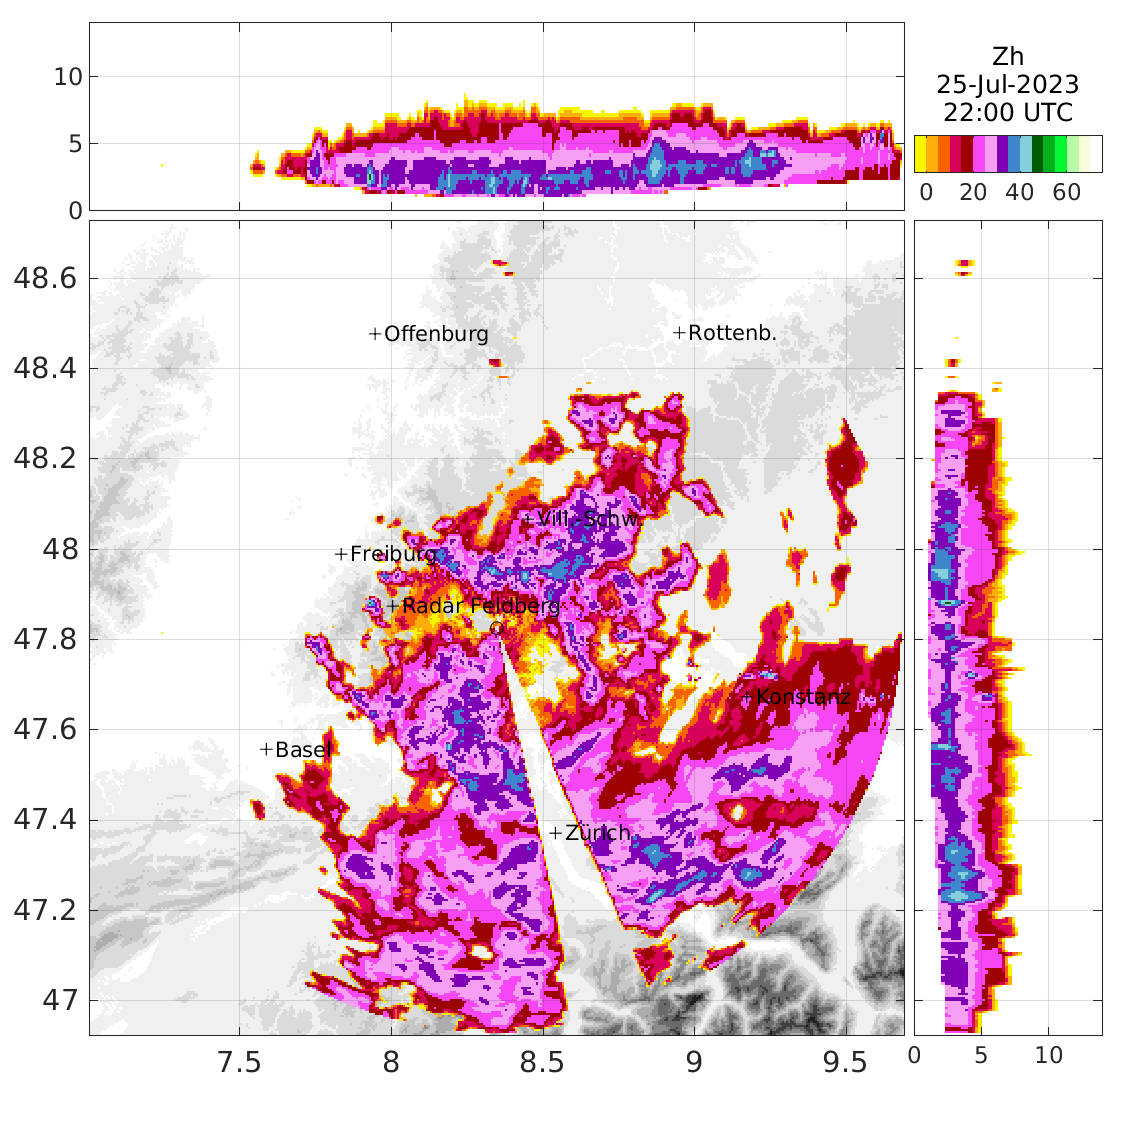 Zh
25-Jul-2023
22:00 UTC
10
5
0
0 20 40 60
48.6
48.4
48.2
48
47.8
47.6
47.4
47.2
47
+Offenburg
+Rottenb.
+Vill.-Schw.
+Freiburg
+Radar Feldberg
+Konstanz
+Basel
+Zürich
7.5 8 8.5 9 9.5
0 5 10